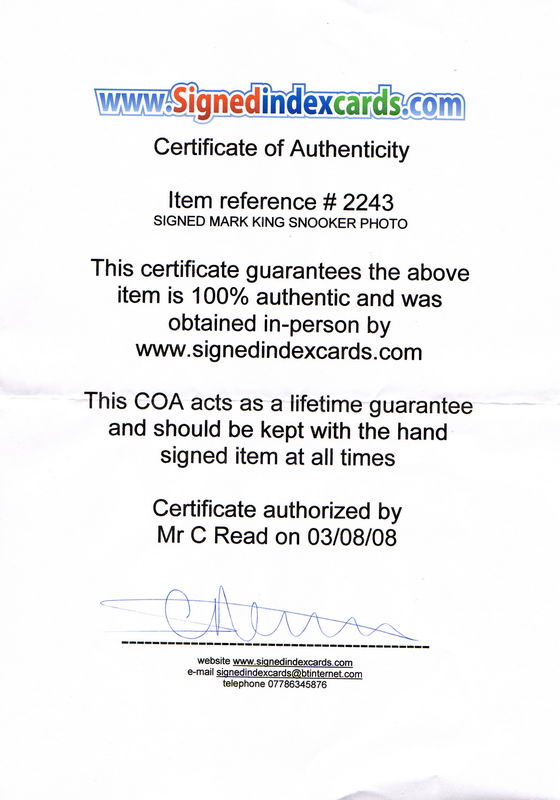 www.Signedindexcards.com
Certificate of Authenticity
Item reference # 2243
SIGNED MARK KING SNOOKER PHOTO
This certificate guarantees the above
item is 100% authentic and was
obtained in-person by
www.signedindexcards.com
This COA acts as a lifetime guarantee
and should be kept with the hand
signed item at all times
Certificate authorized by
Mr C Read on 03/08/08
website www.signedindexcards.com
e-mail signedindexcards@btinternet.com
telephone 07786345876